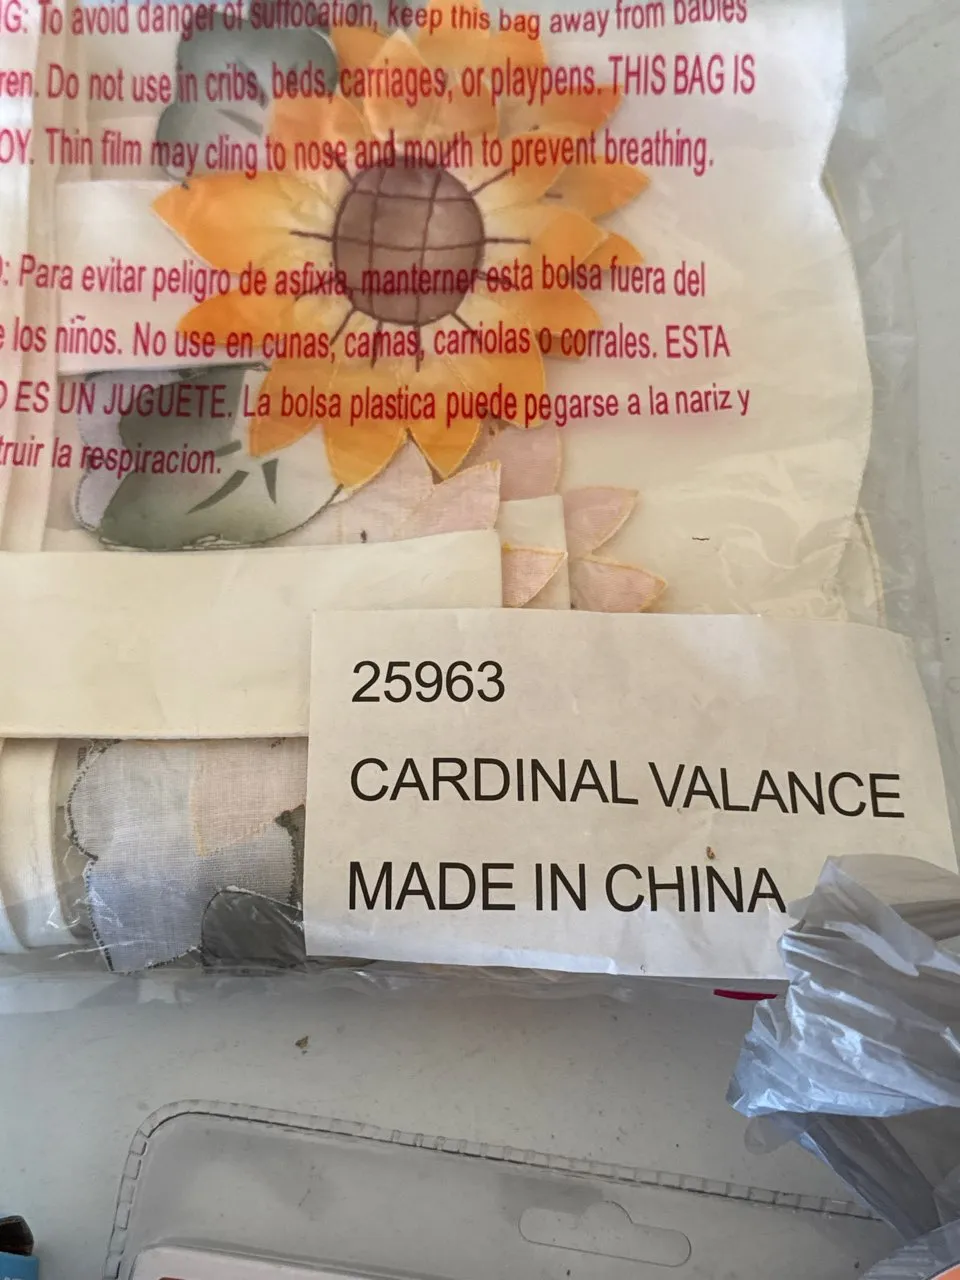 G: To avoid danger of suffocation, keep this bag away from babies
ren. Do not use in cribs, beds, carriages, or playpens. THIS BAG IS
OY. Thin film may cling to nose and mouth to prevent breathing.
: Para evitar peligro de asfixia, manterner esta bolsa fuera del
e los niños. No use en cunas, camas, carriolas o corrales. ESTA
O ES UN JUGUETE. La bolsa plastica puede pegarse a la nariz y
truir la respiracion.
25963
CARDINAL VALANCE
MADE IN CHINA